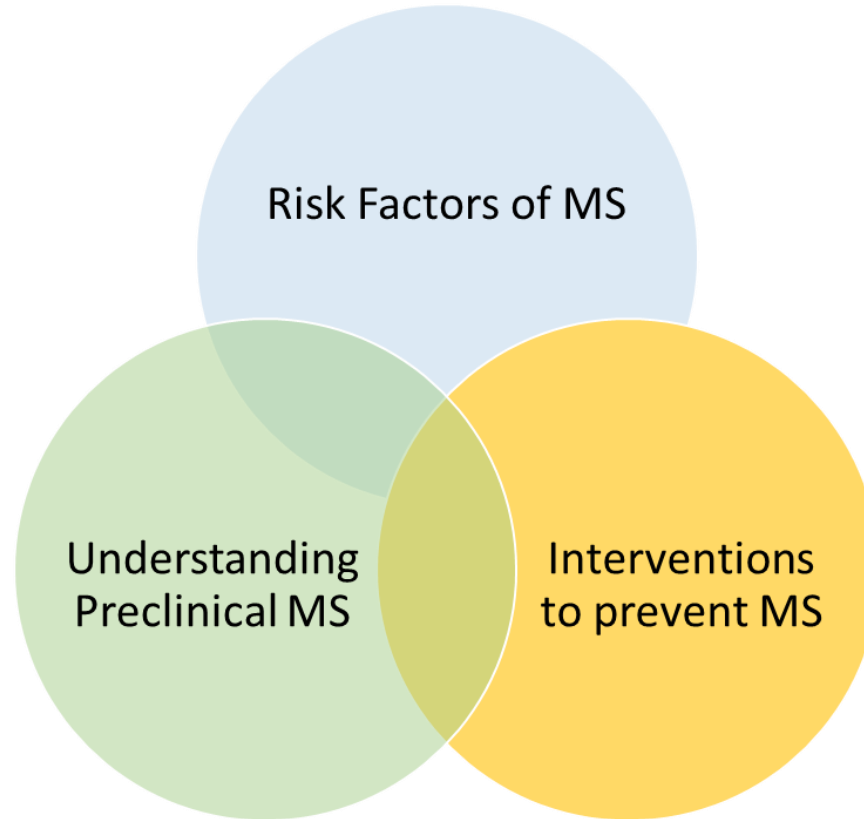 Risk Factors of MS
Understanding
Preclinical MS
Interventions
to prevent MS